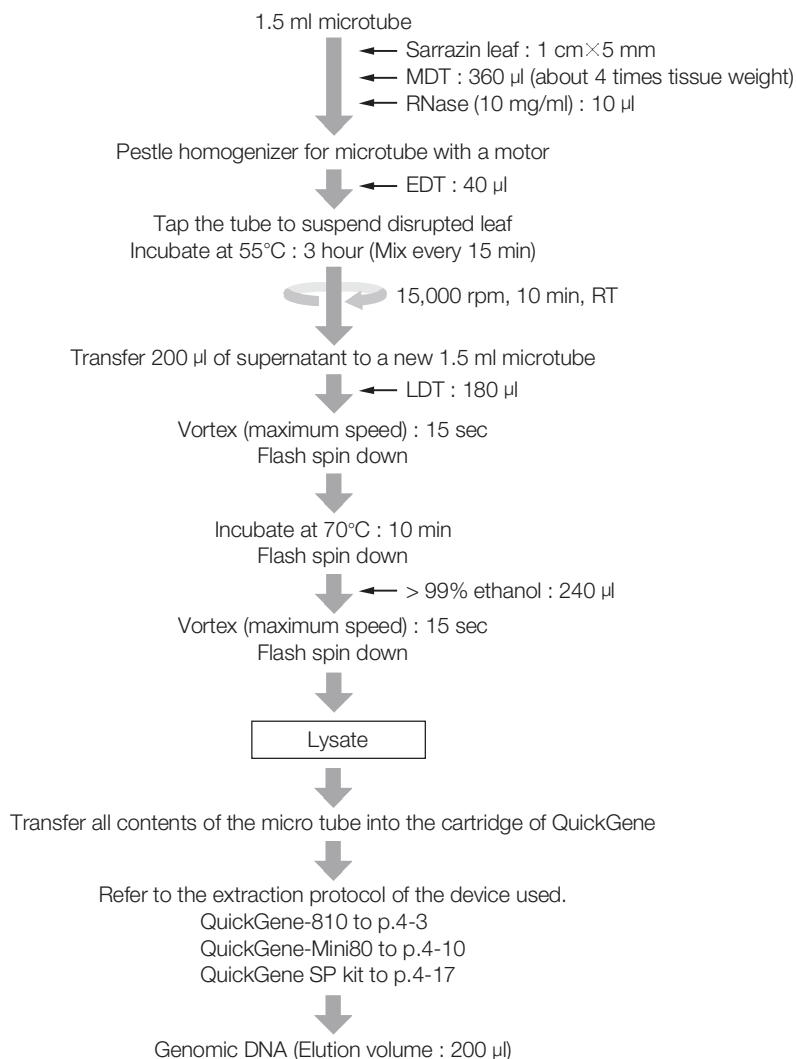 1.5 ml microtube
Sarrazin leaf : 1 cm×5 mm
MDT : 360 µl (about 4 times tissue weight)
RNase (10 mg/ml) : 10 µl
Pestle homogenizer for microtube with a motor
EDT : 40 µl
Tap the tube to suspend disrupted leaf
Incubate at 55°C : 3 hour (Mix every 15 min)
15,000 rpm, 10 min, RT
Transfer 200 µl of supernatant to a new 1.5 ml microtube
LDT : 180 µl
Vortex (maximum speed) : 15 sec
Flash spin down
Incubate at 70°C : 10 min
Flash spin down
> 99% ethanol : 240 µl
Vortex (maximum speed) : 15 sec
Flash spin down
Lysate
Transfer all contents of the micro tube into the cartridge of QuickGene
Refer to the extraction protocol of the device used.
QuickGene-810 to p.4-3
QuickGene-Mini80 to p.4-10
QuickGene SP kit to p.4-17
Genomic DNA (Elution volume : 200 µl)